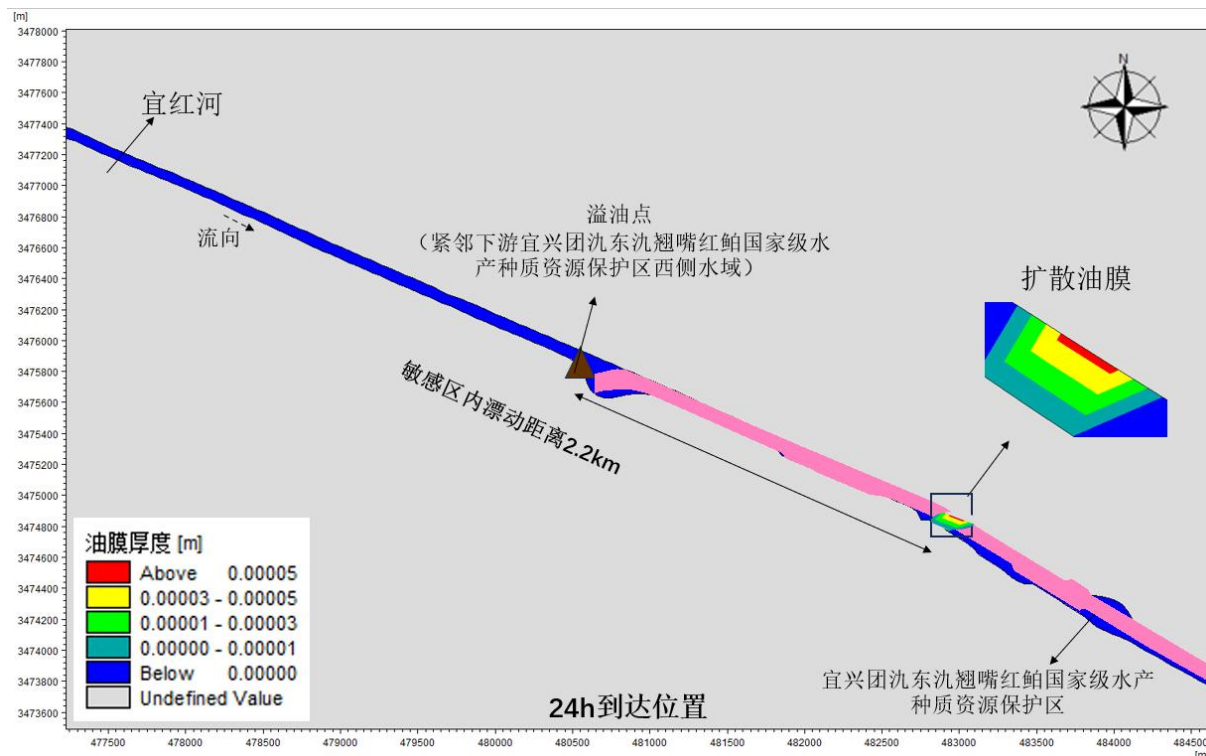 [m]
3478000
3477800
3477600
3477400
3477200
3477000
3476800
3476600
3476400
3476200
3476000
3475800
3475600
3475400
3475200
3475000
3474800
3474600
3474400
3474200
3474000
3473800
3473600
宜红河
流向
溢油点
（紧邻下游宜兴团氿东氿翘嘴红鲌国家级水
产种质资源保护区西侧水域）
N
扩散油膜
敏感区内漂动距离2.2km
油膜厚度 [m]
Above 0.00005
0.00003 - 0.00005
0.00001 - 0.00003
0.00000 - 0.00001
Below 0.00000
Undefined Value
24h到达位置
宜兴团氿东氿翘嘴红鲌国家级水产
种质资源保护区
477500 478000 478500 479000 479500 480000 480500 481000 481500 482000 482500 483000 483500 484000 484500
[m]